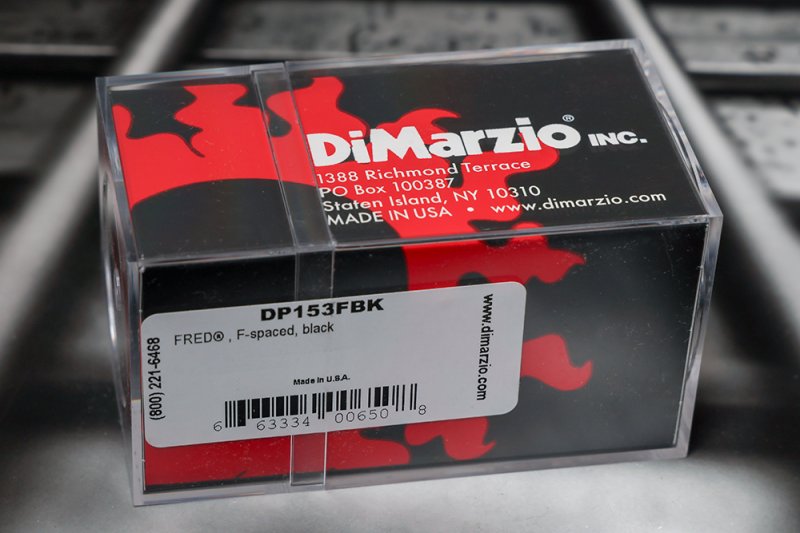 DiMarzio® INC.
1388 Richmond Terrace
PO Box 100387
Staten Island, NY 10310
MADE IN USA • www.dimarzio.com
DP153FBK
FRED® , F-spaced, black
(800) 221-6468
www.dimarzio.com
Made in U.S.A.
6 63334 00650 8